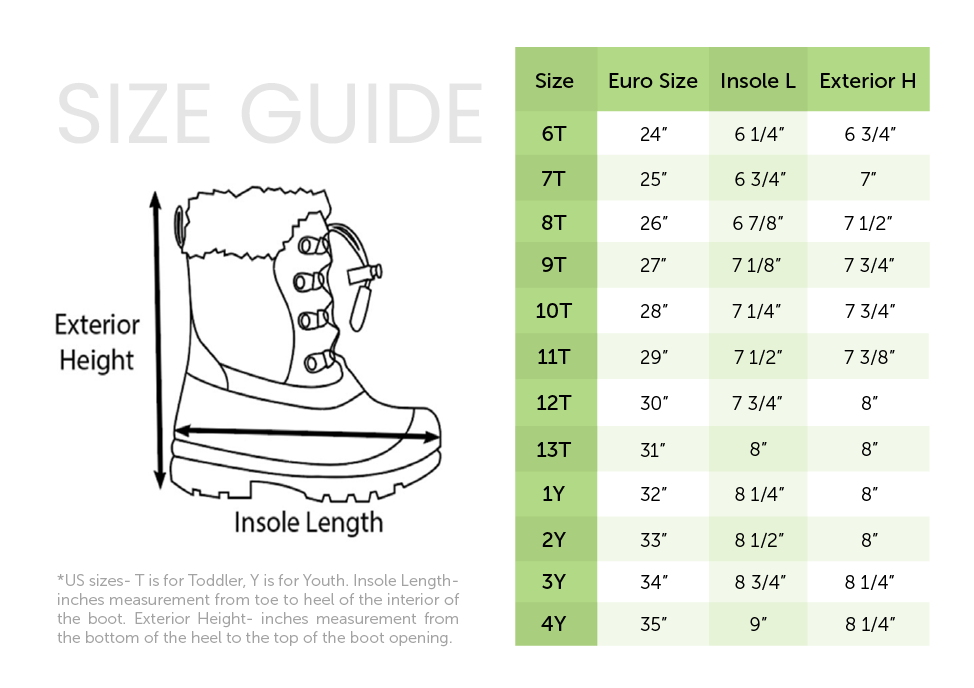 SIZE GUIDE
Exterior
Height
Insole Length
*US sizes- T is for Toddler, Y is for Youth. Insole Length-
inches measurement from toe to heel of the interior of
the boot. Exterior Height- inches measurement from
the bottom of the heel to the top of the boot opening.
Size Euro Size Insole L Exterior H
6T 24” 6 1/4” 6 3/4”
7T 25” 6 3/4” 7”
8T 26” 6 7/8” 7 1/2”
9T 27” 7 1/8” 7 3/4”
10T 28” 7 1/4” 7 3/4”
11T 29” 7 1/2” 7 3/8”
12T 30” 7 3/4” 8”
13T 31” 8” 8”
1Y 32” 8 1/4” 8”
2Y 33” 8 1/2” 8”
3Y 34” 8 3/4” 8 1/4”
4Y 35” 9” 8 1/4”